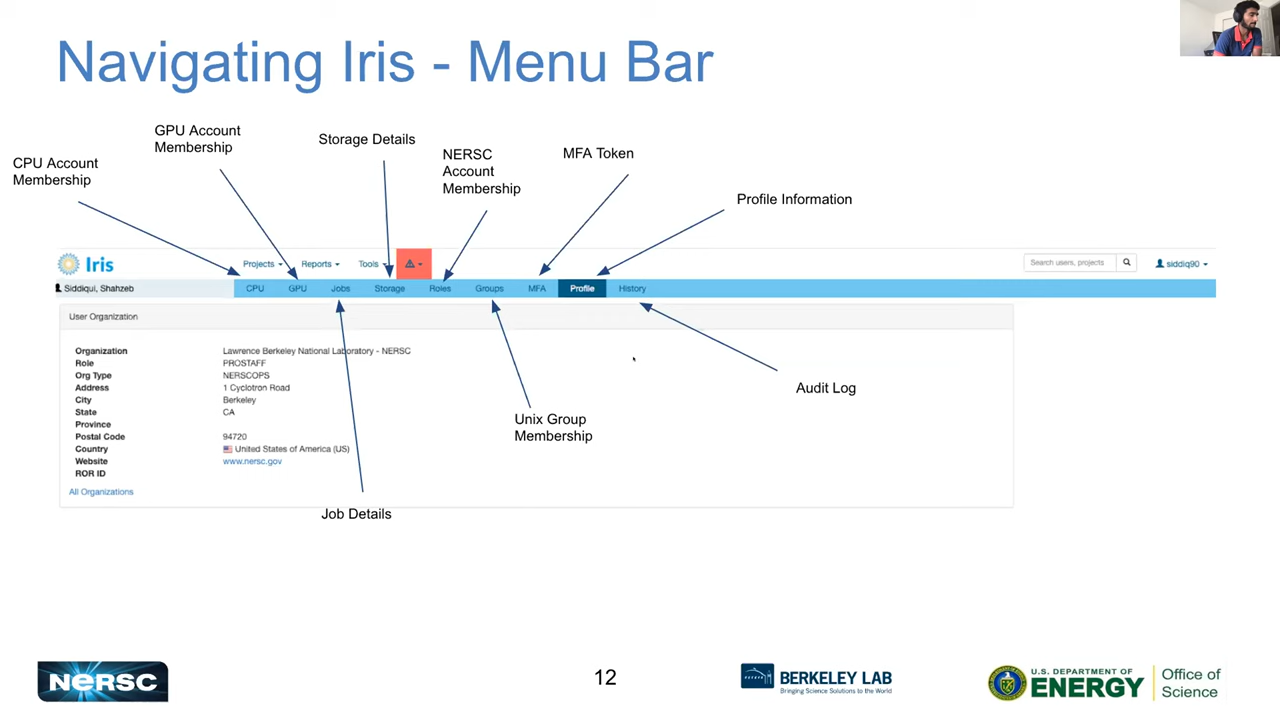 Navigating Iris - Menu Bar
GPU Account
Membership
Storage Details
CPU Account
Membership
NERSC
Account
Membership
MFA Token
Profile Information
Iris
Projects
Reports
Tools
Search users, projects
siddiq90
Siddiqui, Shahzeb
CPU
GPU
Jobs
Storage
Roles
Groups
MFA
Profile
History
User Organization
Organization Lawrence Berkeley National Laboratory - NERSC
Role PROSTAFF
Org Type NERSCOPS
Address 1 Cyclotron Road
City Berkeley
State CA
Province
Postal Code 94720
Country United States of America (US)
Website www.nersc.gov
ROR ID
All Organizations
Audit Log
Unix Group
Membership
Job Details
NERSC
12
BERKELEY LAB
Bringing Science Solutions to the World
U.S. DEPARTMENT OF
ENERGY
Office of
Science